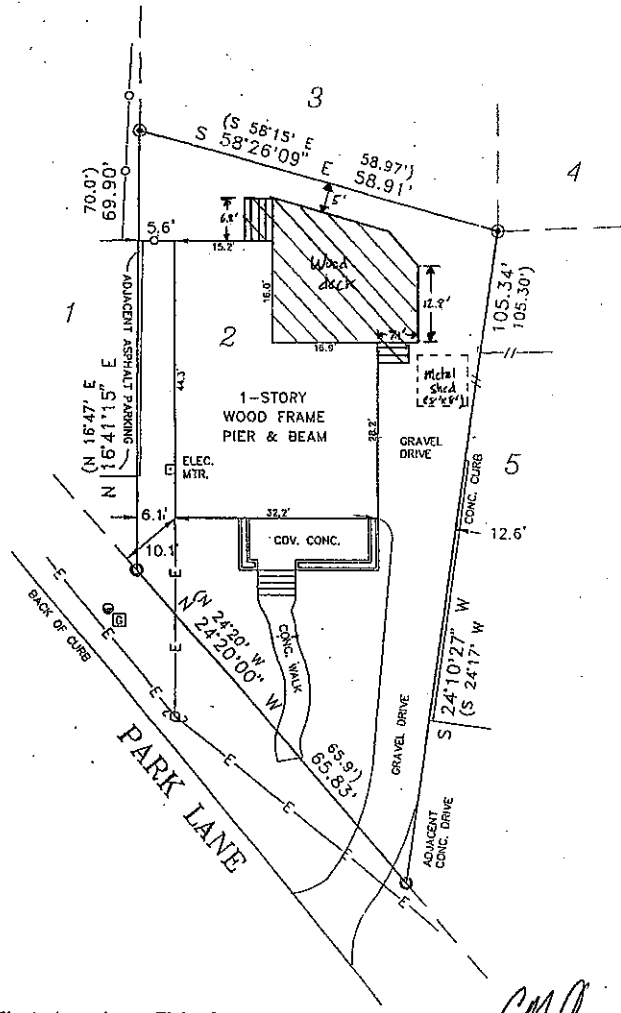 3
4
(S 58°15' E
S 58°26'09" E
58.97')
58.91'
5'
70.0')
69.90'
6.8'
5.6'
15.2'
Wood
deck
16.0'
12.8'
7.1'
16.9'
105.34'
105.30')
1
2
ADJACENT ASPHALT PARKING
(N 16°47' E
N 16°41'15" E
44.3'
1-STORY
WOOD FRAME
PIER & BEAM
28.2'
Metal
shed
GRAVEL
DRIVE
5
ELEC.
MTR.
CONC. CURB
12.6'
6.1'
32.2'
10.1'
COV. CONC.
E
E
E
E
E
E
E
E
G
BACK OF CURB
(N 24°20' W
N 24°20'00" W
CONC. WALK
65.9')
65.83'
S 24°10'27" W
(S 24°17' W
GRAVEL DRIVE
PARK LANE
ADJACENT
CONC. DRIVE